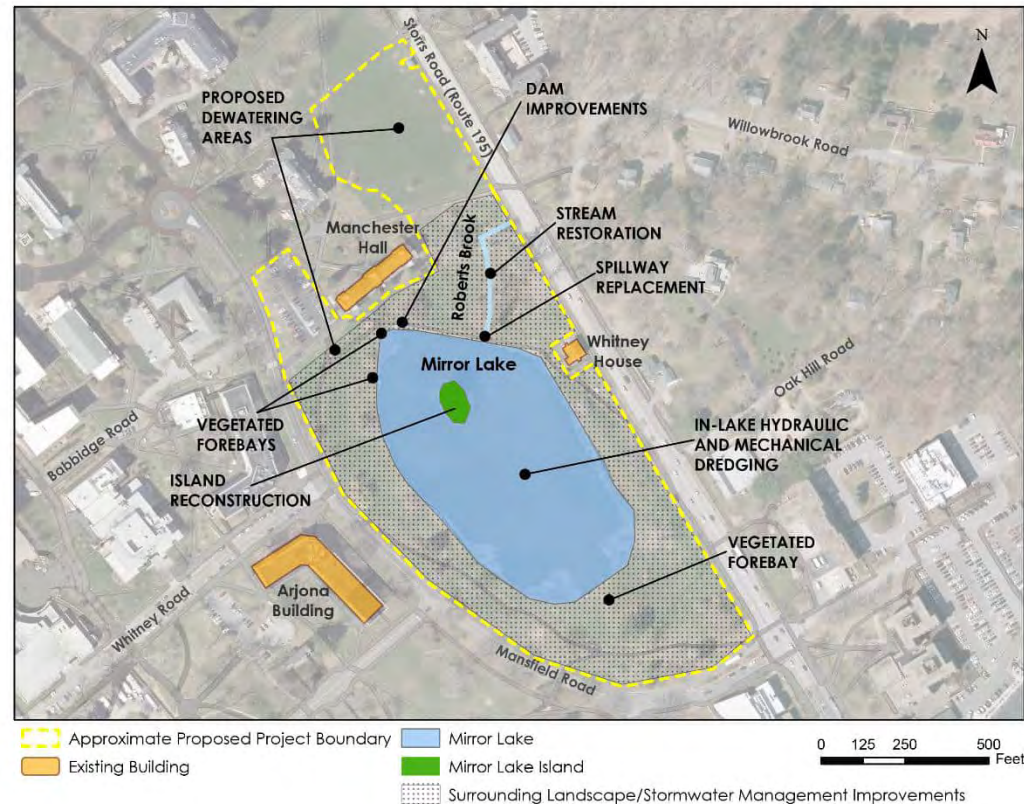 N
Storrs Road (Route 195)
PROPOSED
DEWATERING
AREAS
DAM
IMPROVEMENTS
Willowbrook Road
Manchester
Hall
Roberts Brook
STREAM
RESTORATION
SPILLWAY
REPLACEMENT
Whitney
House
Mirror Lake
Oak Hill Road
VEGETATED
FOREBAYS
Babbidge Road
ISLAND
RECONSTRUCTION
IN-LAKE HYDRAULIC
AND MECHANICAL
DREDGING
VEGETATED
FOREBAY
Arjona
Building
Whitney Road
Mansfield Road
Approximate Proposed Project Boundary
Mirror Lake
Existing Building
Mirror Lake Island
Surrounding Landscape/Stormwater Management Improvements
0 125 250 500
Feet